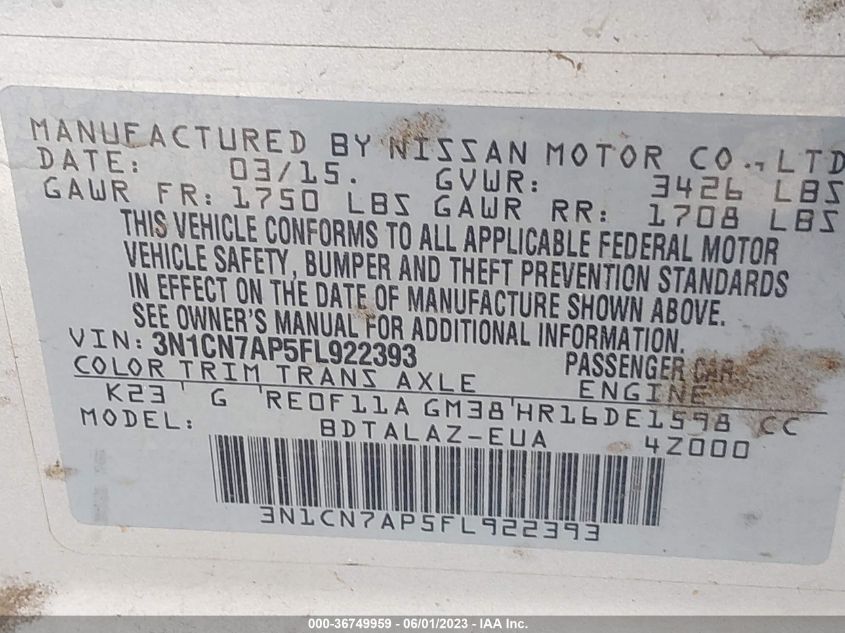 MANUFACTURED BY NISSAN MOTOR CO., LTD
DATE: 03/15. GVWR: 3426 LBS
GAWR FR: 1750 LBS GAWR RR: 1708 LBS
THIS VEHICLE CONFORMS TO ALL APPLICABLE FEDERAL MOTOR
VEHICLE SAFETY, BUMPER AND THEFT PREVENTION STANDARDS
IN EFFECT ON THE DATE OF MANUFACTURE SHOWN ABOVE.
SEE OWNER'S MANUAL FOR ADDITIONAL INFORMATION.
VIN: 3N1CN7AP5FL922393 PASSENGER CAR
COLOR TRIM TRANS AXLE ENGINE
K23 G RE0F11A GM38 HR16DE1598 CC
MODEL: BDTALAZ-EUA 4Z000
3N1CN7AP5FL922393
000-36749959 - 06/01/2023 - IAA Inc.